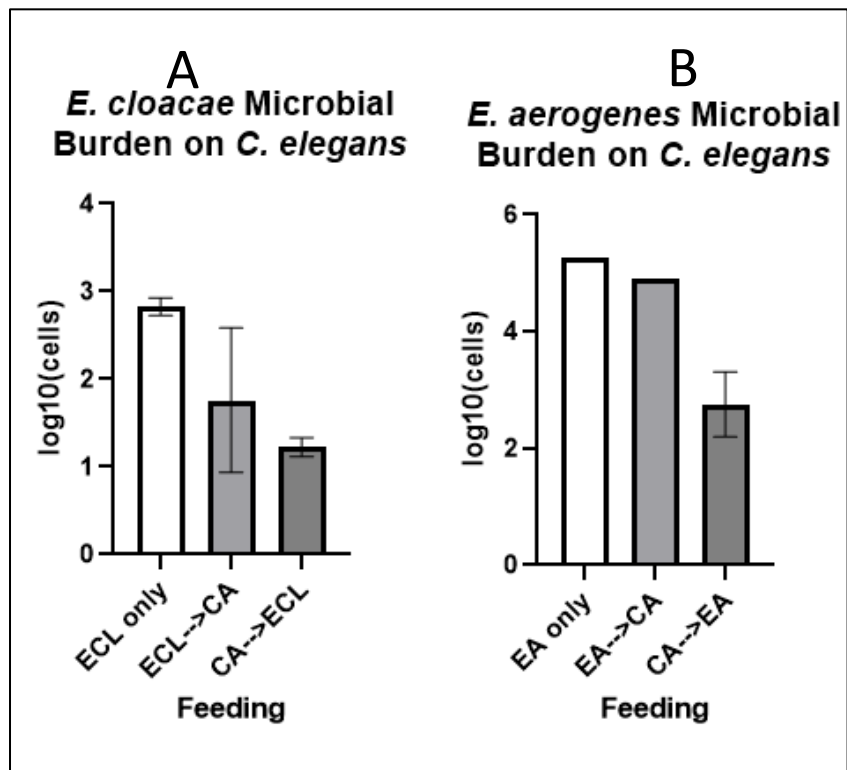 A
E. cloacae Microbial
Burden on C. elegans
4
3
2
1
0
log10(cells)
ECL only
ECL-->CA
CA-->ECL
Feeding
B
E. aerogenes Microbial
Burden on C. elegans
6
4
2
0
log10(cells)
EA only
EA-->CA
CA-->EA
Feeding